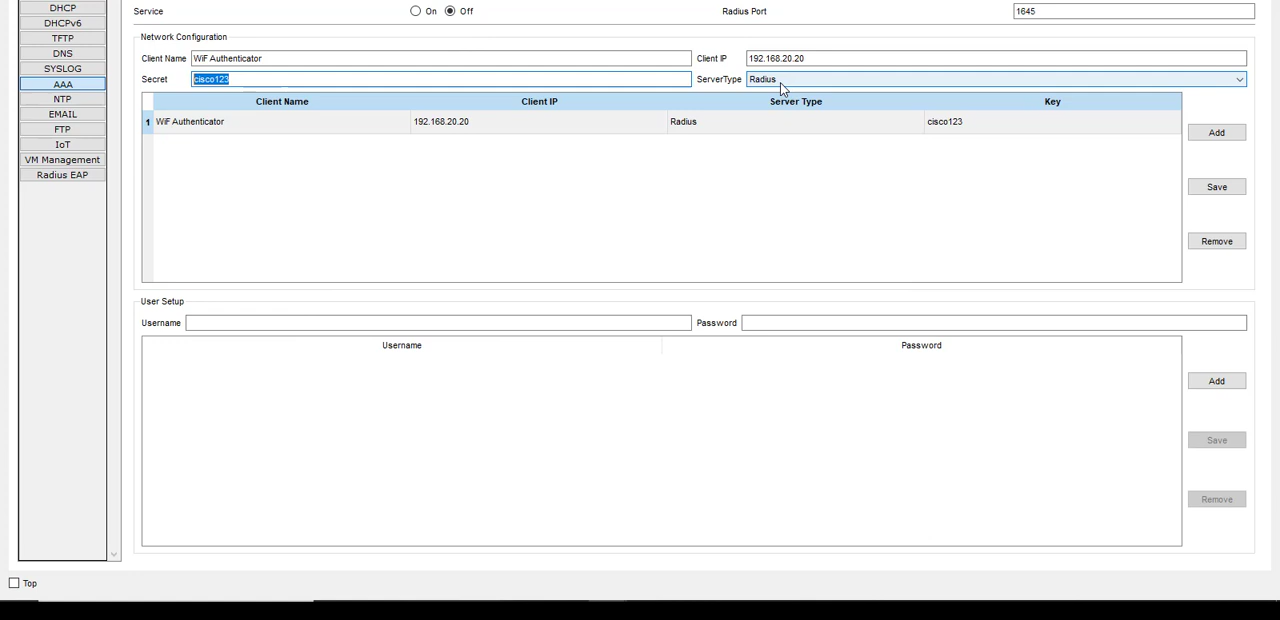 DHCP
DHCPv6
TFTP
DNS
SYSLOG
AAA
NTP
EMAIL
FTP
IoT
VM Management
Radius EAP
Service On Off Radius Port 1645
Network Configuration
Client Name WiF Authenticator Client IP 192.168.20.20
Secret cisco123 ServerType Radius
Client Name Client IP Server Type Key
1 WiF Authenticator 192.168.20.20 Radius cisco123
Add
Save
Remove
User Setup
Username Password
Username Password
Add
Save
Remove
Top